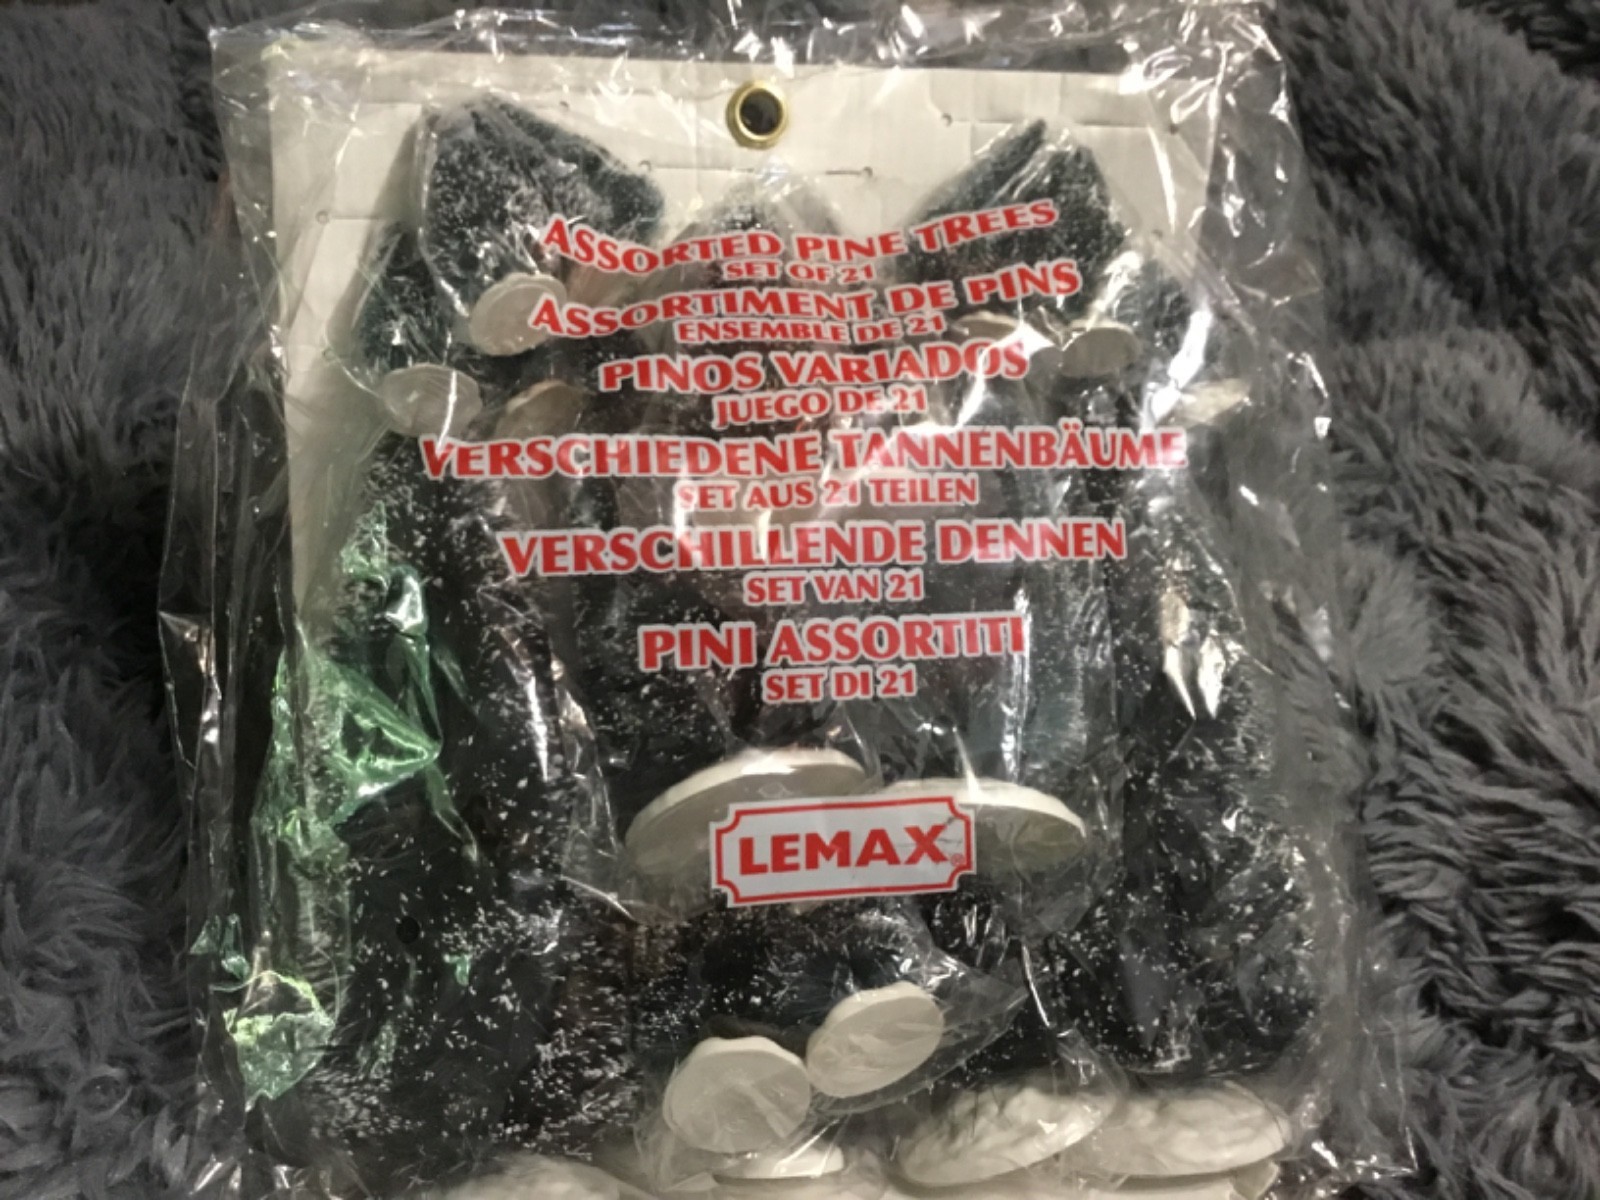 ASSORTED PINE TREES
SET OF 21
ASSORTIMENT DE PINS
ENSEMBLE DE 21
PINOS VARIADOS
JUEGO DE 21
VERSCHIEDENE TANNENBÄUME
SET AUS 21 TEILEN
VERSCHILLENDE DENNEN
SET VAN 21
PINI ASSORTITI
SET DI 21
LEMAX®